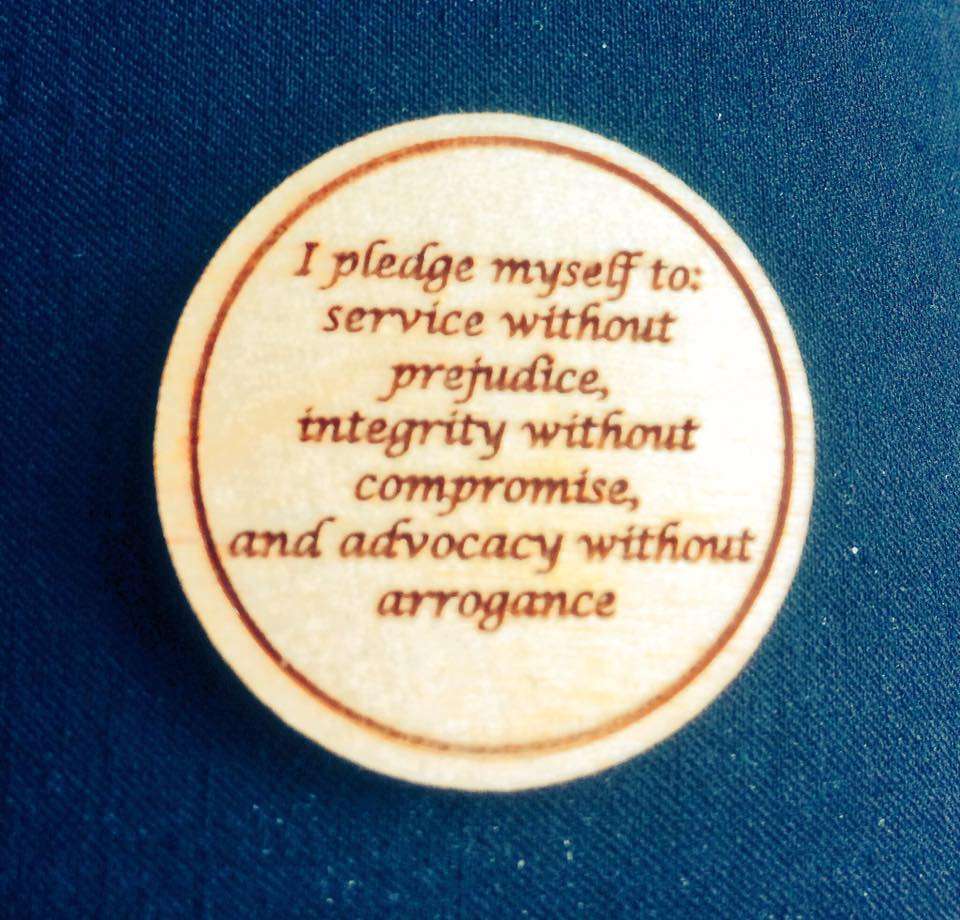 I pledge myself to:
service without
prejudice,
integrity without
compromise,
and advocacy without
arrogance